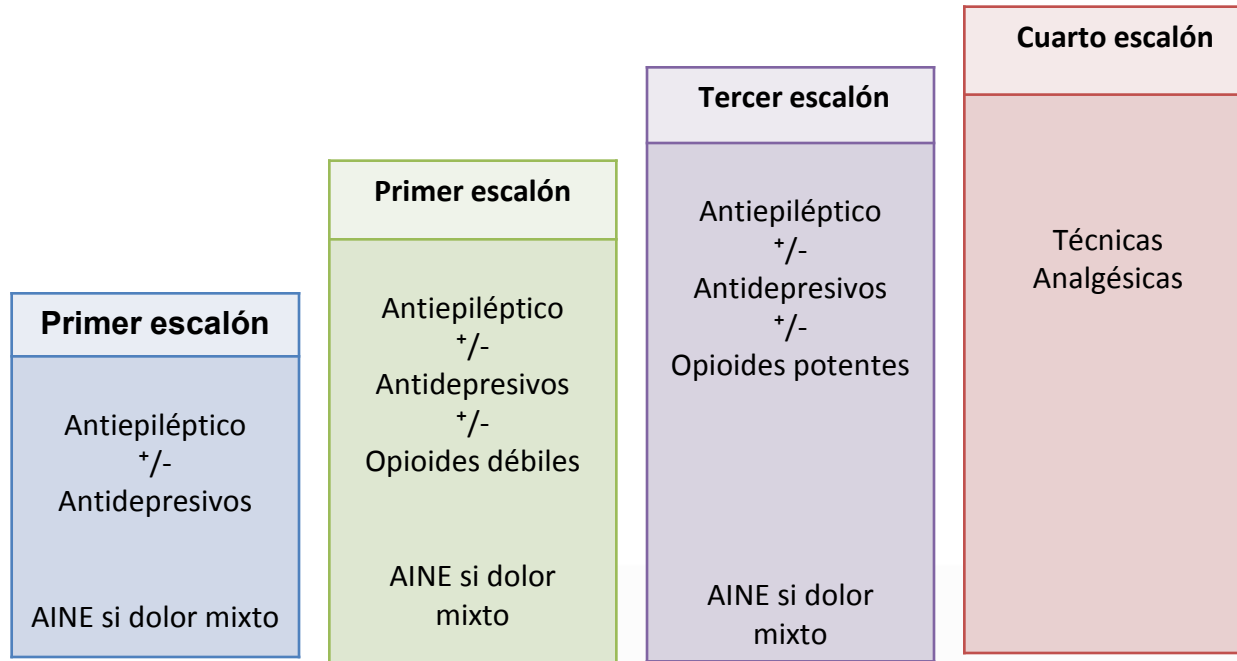 Primer escalón
Antiepiléptico
+/-
Antidepresivos
AINE si dolor mixto
Primer escalón
Antiepiléptico
+/-
Antidepresivos
+/-
Opioides débiles
AINE si dolor
mixto
Tercer escalón
Antiepiléptico
+/-
Antidepresivos
+/-
Opioides potentes
AINE si dolor
mixto
Cuarto escalón
Técnicas
Analgésicas